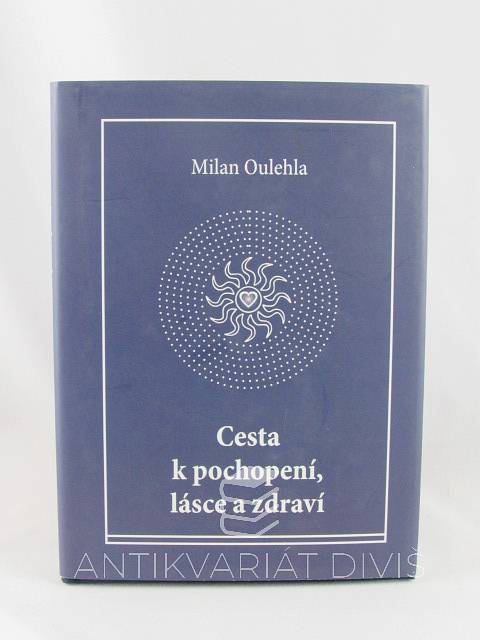 Milan Oulehla
Cesta
k pochopení,
lásce a zdraví
ANTIKVARIÁT DIVIŠ